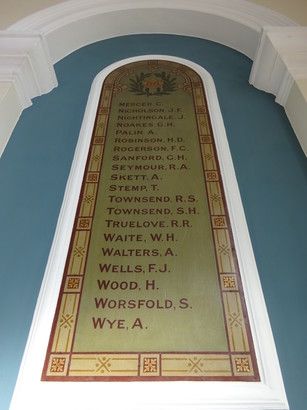 MERCER, C.
NICHOLSON, J.F.
NIGHTINGALE, J.
NOAKES, G.H.
PALIN, A.
ROBINSON, H.D.
ROGERSON, F.C.
SANFORD, G.H.
SEYMOUR, R.A.
SKETT, A.
STEMP, T.
TOWNSEND, R.S.
TOWNSEND, S.H.
TRUELOVE, R.R.
WAITE, W.H.
WALTERS, A.
WELLS, F.J.
WOOD, H.
WORSFOLD, S.
WYE, A.